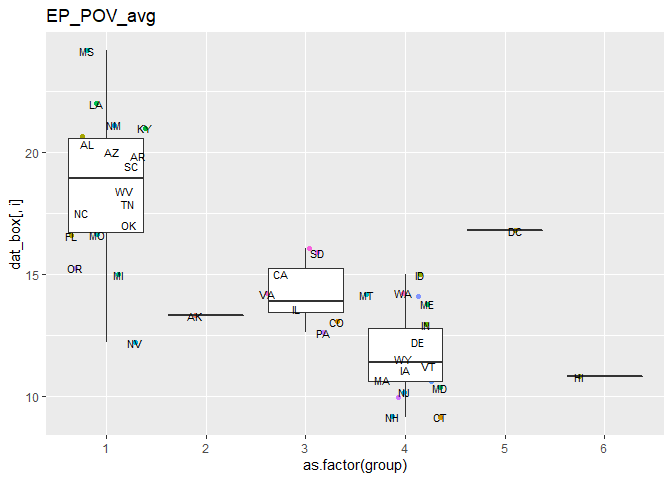 EP_POV_avg
dat_box[, i]
20
15
10
MS
LA
NM
KY
AL
AZ
AR
SC
WV
TN
NC
OK
FL
MO
OR
MI
NV
AK
SD
CA
VA
IL
CO
PA
ID
WA
MT
ME
IN
DE
WY
VT
IA
MA
MD
NJ
NH
CT
DC
HI
1
2
3
4
5
6
as.factor(group)